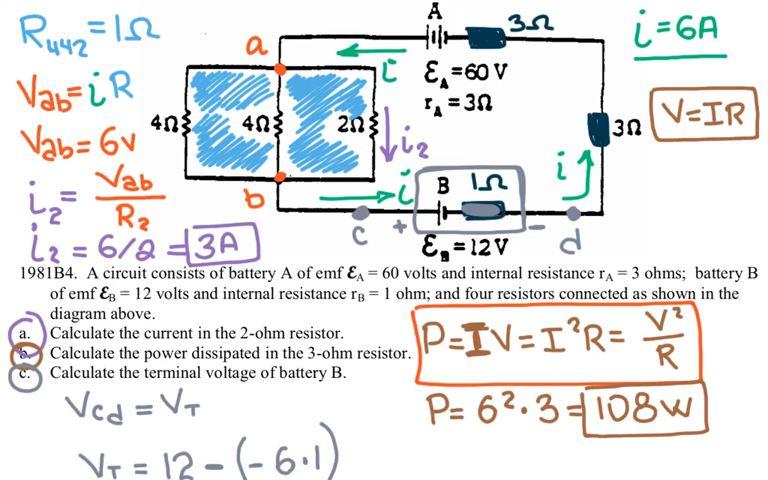 R442 = 1Ω
Vab = iR
Vab = 6v
i2 = Vab / R2
i2 = 6/2 = 3A
a
b
A
3Ω
i
ℰA = 60 V
rA = 3Ω
4Ω
4Ω
2Ω
i2
3Ω
i = 6A
V = IR
i
i
B
1Ω
c
+
-
d
ℰB = 12 V
1981B4. A circuit consists of battery A of emf ℰA = 60 volts and internal resistance rA = 3 ohms; battery B
of emf ℰB = 12 volts and internal resistance rB = 1 ohm; and four resistors connected as shown in the
diagram above.
a. Calculate the current in the 2-ohm resistor.
b. Calculate the power dissipated in the 3-ohm resistor.
c. Calculate the terminal voltage of battery B.
P = IV = I²R = V²/R
P = 6² · 3 = 108W
Vcd = VT
VT = 12 - (-6·1)